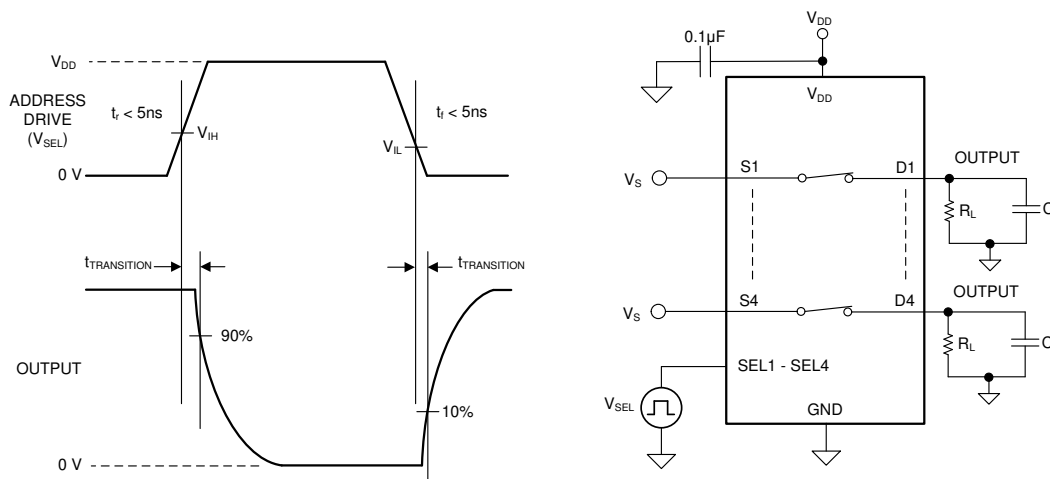 V_DD
ADDRESS
DRIVE
(V_SEL)
t_r < 5ns
V_IH
V_IL
t_f < 5ns
0 V
t_TRANSITION
t_TRANSITION
90%
OUTPUT
10%
0 V
V_DD
0.1µF
V_DD
V_S
S1
D1
OUTPUT
R_L
C
V_S
S4
D4
OUTPUT
R_L
C
SEL1 - SEL4
V_SEL
GND